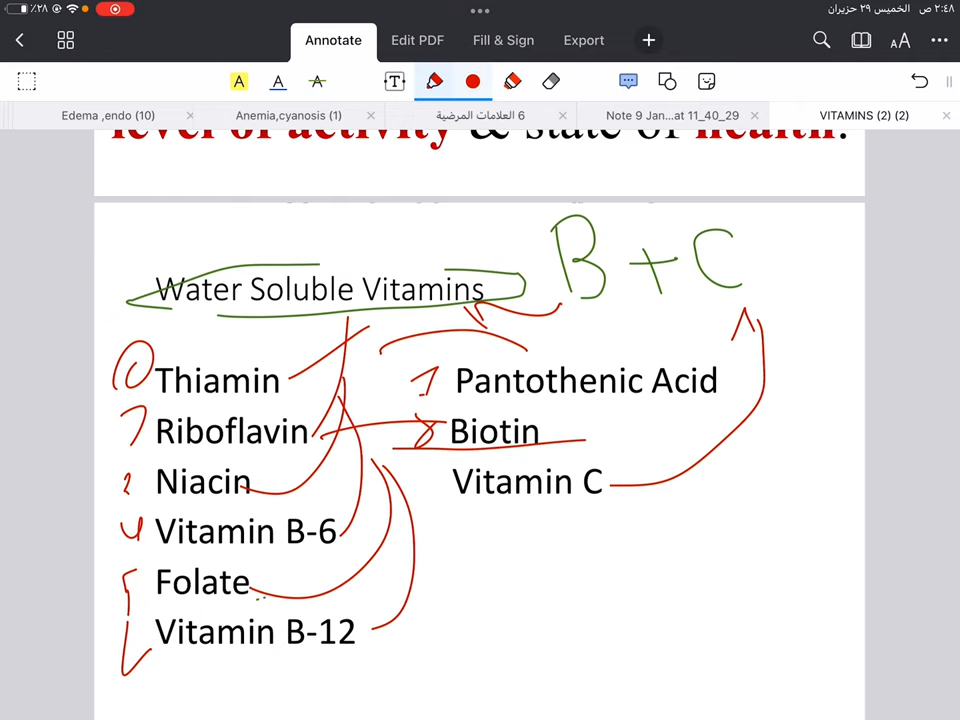 ٢:٤٨ ص الخميس ٢٩ حزيران
٪٢٨
Annotate
Edit PDF
Fill & Sign
Export
Edema ,endo (10)
Anemia,cyanosis (1)
6 العلامات المرضية
Note 9 Jan...at 11_40_29
VITAMINS (2) (2)
level of activity & state of health.
B + C
Water Soluble Vitamins
Thiamin
Riboflavin
Niacin
4 Vitamin B-6
Folate
Vitamin B-12
Pantothenic Acid
Biotin
Vitamin C